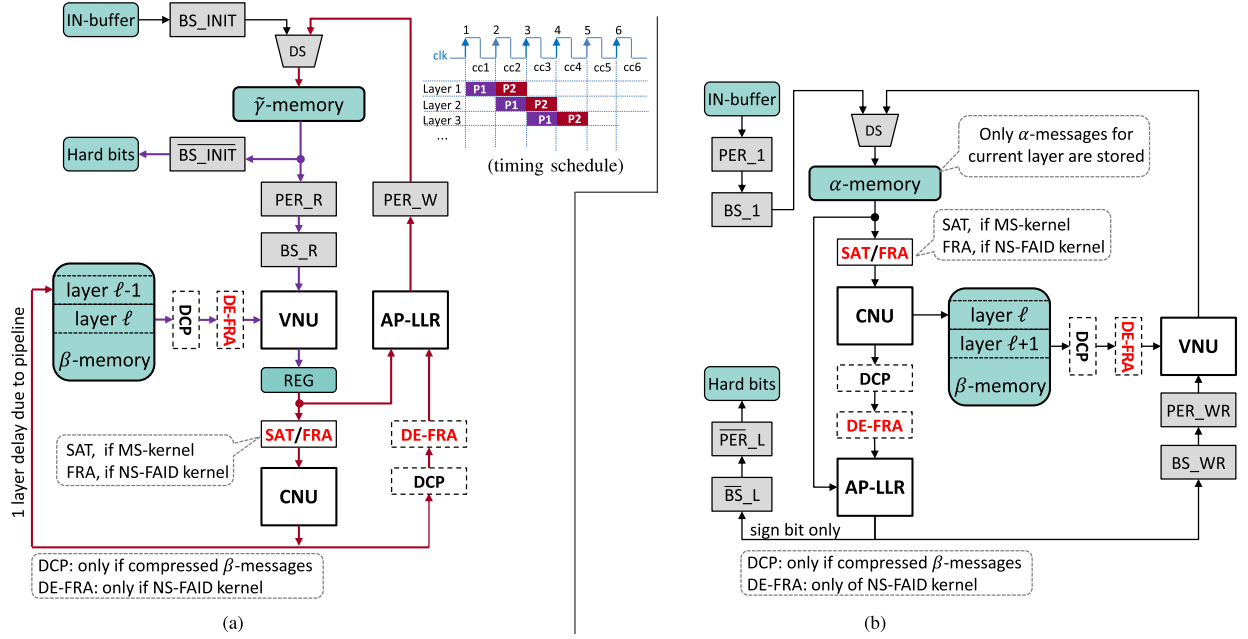 IN-buffer
BS_INIT
DS
γ̃-memory
Hard bits
BS_INIT
PER_R
PER_W
BS_R
layer ℓ-1
layer ℓ
β-memory
DCP
DE-FRA
VNU
AP-LLR
REG
SAT/FRA
DE-FRA
SAT, if MS-kernel
FRA, if NS-FAID kernel
CNU
DCP
1 layer delay due to pipeline
DCP: only if compressed β-messages
DE-FRA: only if NS-FAID kernel
(a)
1 2 3 4 5 6
clk
cc1 cc2 cc3 cc4 cc5 cc6
Layer 1 P1 P2
Layer 2 P1 P2
Layer 3 P1 P2
...
(timing schedule)
IN-buffer
DS
PER_1
BS_1
Only α-messages for
current layer are stored
α-memory
SAT, if MS-kernel
FRA, if NS-FAID kernel
SAT/FRA
CNU
layer ℓ
layer ℓ+1
β-memory
DCP
DE-FRA
VNU
DCP
DE-FRA
Hard bits
PER_L
BS_L
AP-LLR
PER_WR
BS_WR
sign bit only
DCP: only if compressed β-messages
DE-FRA: only of NS-FAID kernel
(b)